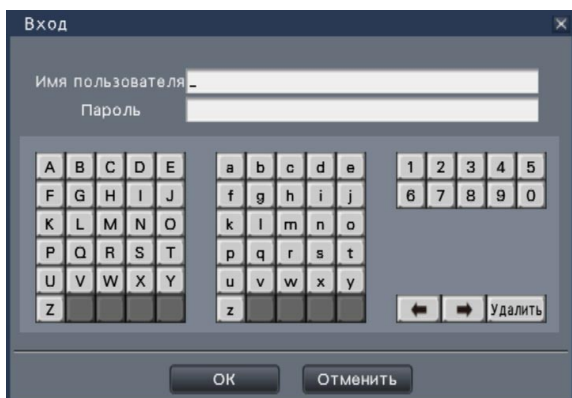 Вход
Имя пользователя _
Пароль
A B C D E a b c d e 1 2 3 4 5
F G H I J f g h i j 6 7 8 9 0
K L M N O k l m n o
P Q R S T p q r s t
U V W X Y u v w x y
Z z ⬅ ➡ Удалить
OK Отменить